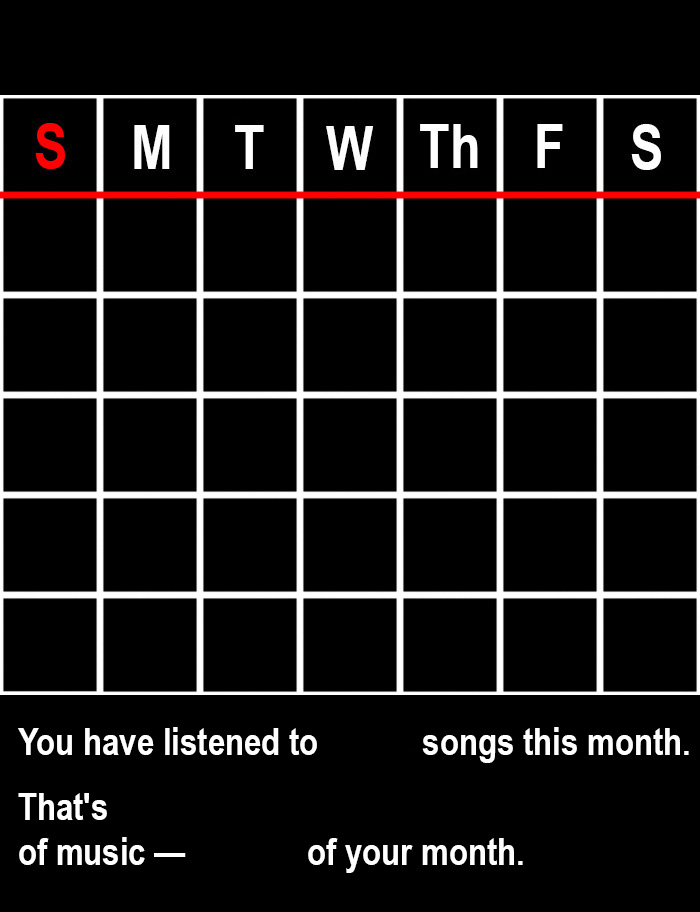 S M T W Th F S
You have listened to songs this month.
That's
of music — of your month.